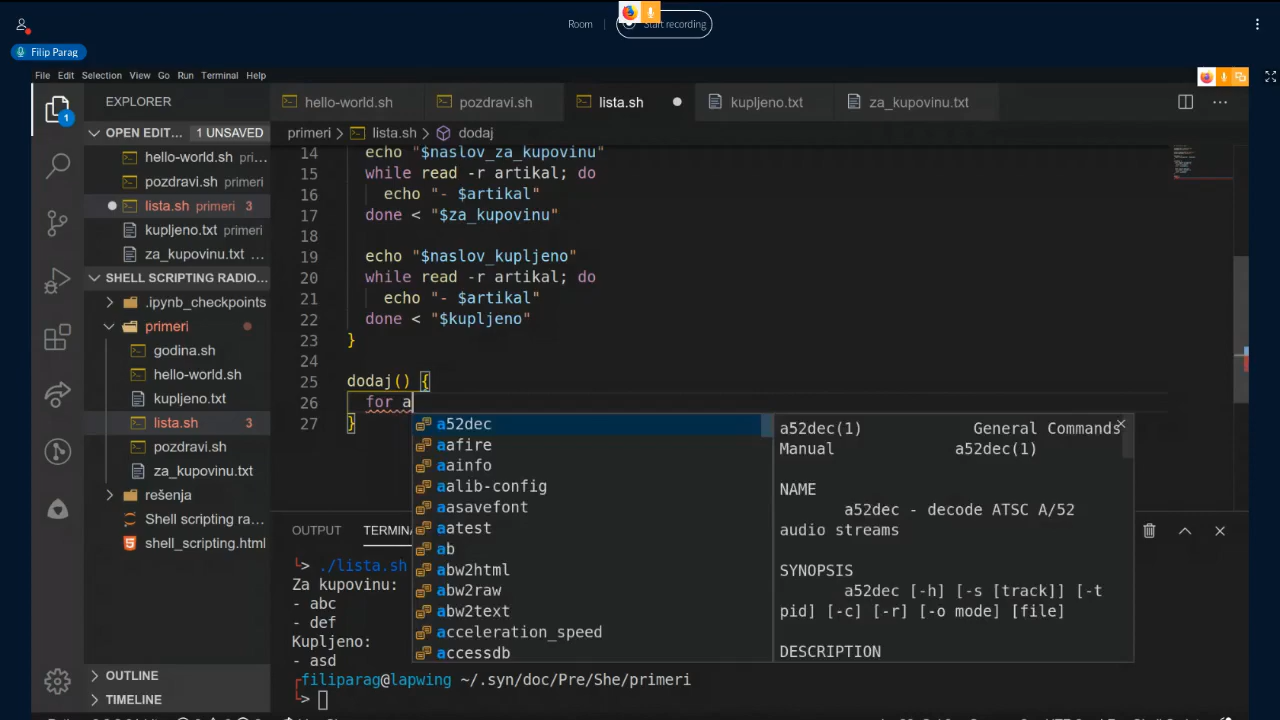 Room
Start recording
Filip Parag
File Edit Selection View Go Run Terminal Help
EXPLORER
hello-world.sh
pozdravi.sh
lista.sh
kupljeno.txt
za_kupovinu.txt
OPEN EDIT... 1 UNSAVED
hello-world.sh pri...
pozdravi.sh primeri
lista.sh primeri 3
kupljeno.txt primeri
za_kupovinu.txt pri...
SHELL SCRIPTING RADIO...
.ipynb_checkpoints
primeri
godina.sh
hello-world.sh
kupljeno.txt
lista.sh 3
pozdravi.sh
za_kupovinu.txt
rešenja
Shell scripting ra...
shell_scripting.html
OUTLINE
TIMELINE
1
primeri > lista.sh > dodaj
14 echo "$naslov_za_kupovinu"
15 while read -r artikal; do
16 echo "- $artikal"
17 done < "$za_kupovinu"
18
19 echo "$naslov_kupljeno"
20 while read -r artikal; do
21 echo "- $artikal"
22 done < "$kupljeno"
23 }
24
25 dodaj() {
26 for a
27 }
a52dec
aafire
aainfo
aalib-config
aasavefont
aatest
ab
abw2html
abw2raw
abw2text
acceleration_speed
accessdb
a52dec(1) General Commands
Manual a52dec(1)
NAME
a52dec - decode ATSC A/52
audio streams
SYNOPSIS
a52dec [-h] [-s [track]] [-t
pid] [-c] [-r] [-o mode] [file]
DESCRIPTION
OUTPUT TERMIN
└> ./lista.sh
Za kupovinu:
- abc
- def
Kupljeno:
- asd
┌filiparag@lapwing ~/.syn/doc/Pre/She/primeri
└>